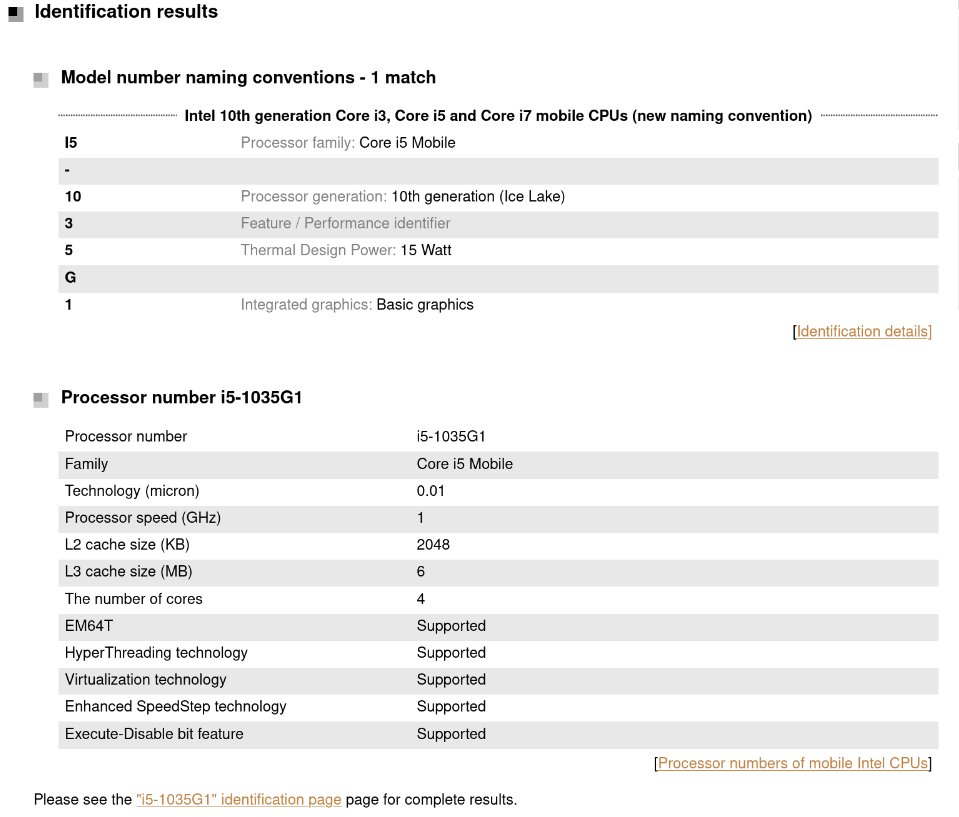 Identification results
Model number naming conventions - 1 match
Intel 10th generation Core i3, Core i5 and Core i7 mobile CPUs (new naming convention)
I5 Processor family: Core i5 Mobile
-
10 Processor generation: 10th generation (Ice Lake)
3 Feature / Performance identifier
5 Thermal Design Power: 15 Watt
G
1 Integrated graphics: Basic graphics
[Identification details]
Processor number i5-1035G1
Processor number i5-1035G1
Family Core i5 Mobile
Technology (micron) 0.01
Processor speed (GHz) 1
L2 cache size (KB) 2048
L3 cache size (MB) 6
The number of cores 4
EM64T Supported
HyperThreading technology Supported
Virtualization technology Supported
Enhanced SpeedStep technology Supported
Execute-Disable bit feature Supported
[Processor numbers of mobile Intel CPUs]
Please see the "i5-1035G1" identification page page for complete results.